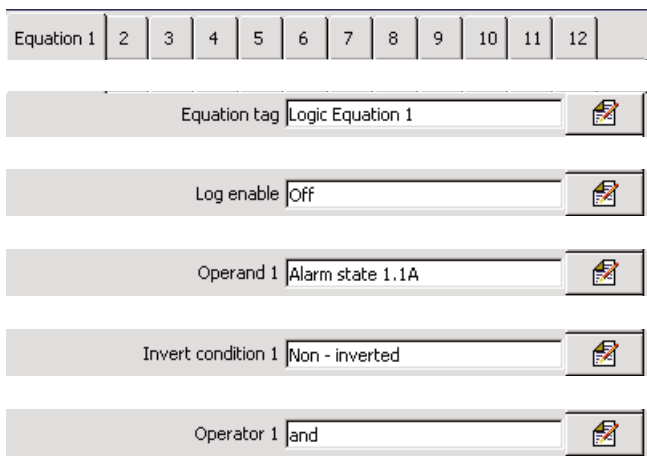 Equation 1 2 3 4 5 6 7 8 9 10 11 12
Equation tag Logic Equation 1
Log enable Off
Operand 1 Alarm state 1.1A
Invert condition 1 Non - inverted
Operator 1 and